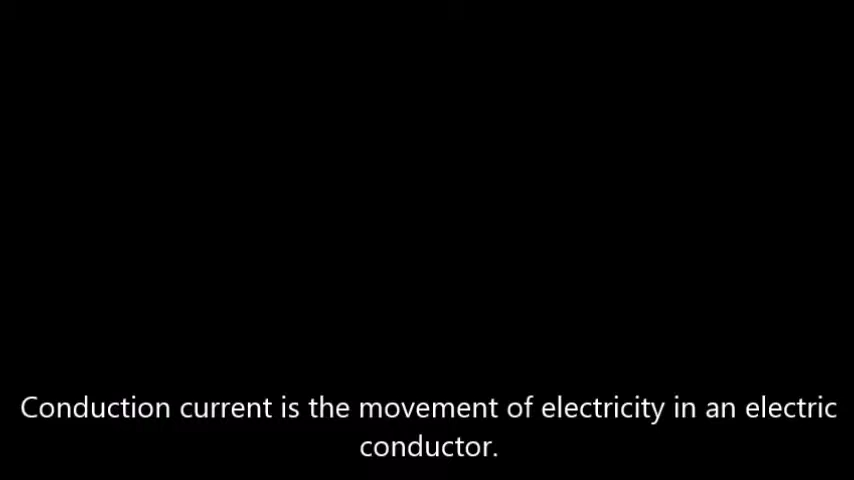 Conduction current is the movement of electricity in an electric
conductor.